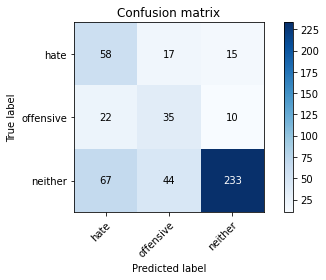 Confusion matrix
hate 58 17 15
offensive 22 35 10
neither 67 44 233
hate offensive neither
True label
Predicted label
225
200
175
150
125
100
75
50
25